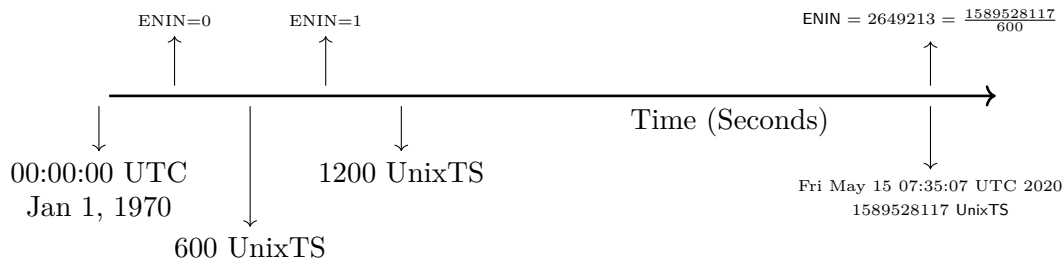 ENIN=0
ENIN=1
ENIN = 2649213 = 1589528117/600
Time (Seconds)
00:00:00 UTC
Jan 1, 1970
1200 UnixTS
Fri May 15 07:35:07 UTC 2020
1589528117 UnixTS
600 UnixTS